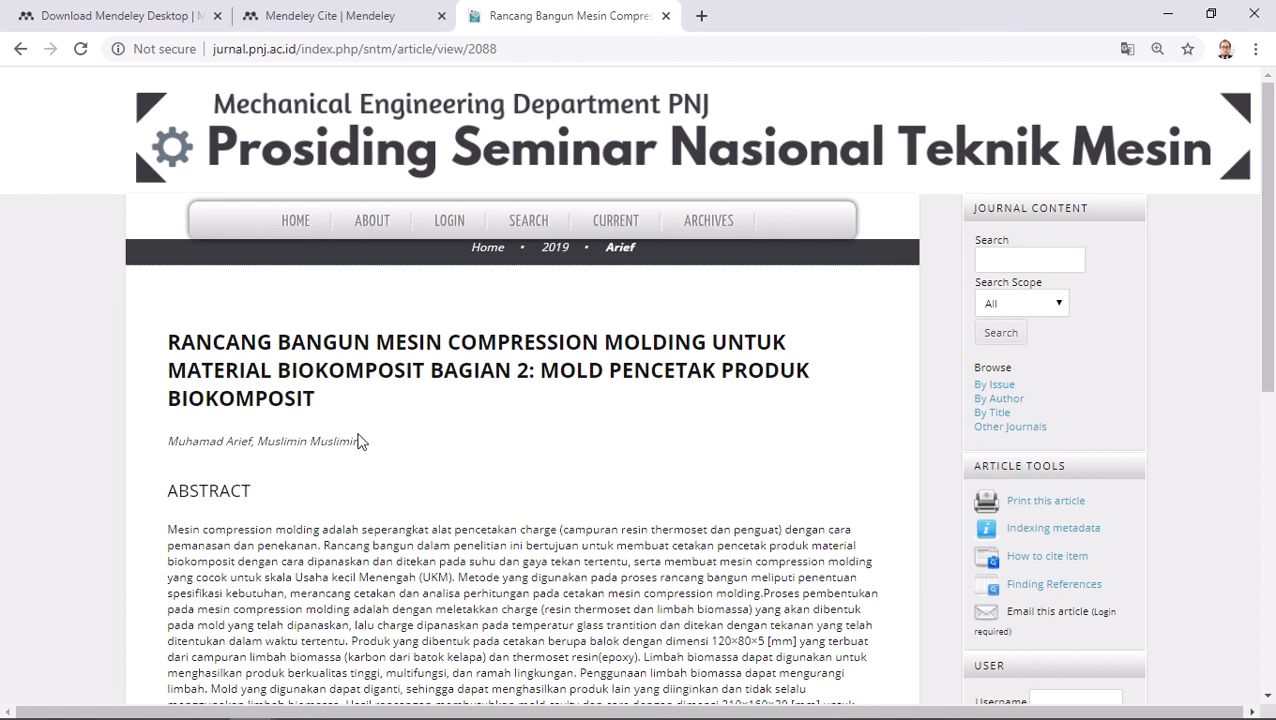 Download Mendeley Desktop | M
Mendeley Cite | Mendeley
Rancang Bangun Mesin Compres
Not secure
jurnal.pnj.ac.id/index.php/sntm/article/view/2088
Mechanical Engineering Department PNJ
Prosiding Seminar Nasional Teknik Mesin
HOME ABOUT LOGIN SEARCH CURRENT ARCHIVES
Home • 2019 • Arief
RANCANG BANGUN MESIN COMPRESSION MOLDING UNTUK
MATERIAL BIOKOMPOSIT BAGIAN 2: MOLD PENCETAK PRODUK
BIOKOMPOSIT
Muhamad Arief, Muslimin Muslimin
ABSTRACT
Mesin compression molding adalah seperangkat alat pencetakan charge (campuran resin thermoset dan penguat) dengan cara
pemanasan dan penekanan. Rancang bangun dalam penelitian ini bertujuan untuk membuat cetakan pencetak produk material
biokomposit dengan cara dipanaskan dan ditekan pada suhu dan gaya tekan tertentu, serta membuat mesin compression molding
yang cocok untuk skala Usaha kecil Menengah (UKM). Metode yang digunakan pada proses rancang bangun meliputi penentuan
spesifikasi kebutuhan, merancang cetakan dan analisa perhitungan pada cetakan mesin compression molding.Proses pembentukan
pada mesin compression molding adalah dengan meletakkan charge (resin thermoset dan limbah biomassa) yang akan dibentuk
pada mold yang telah dipanaskan, lalu charge dipanaskan pada temperatur glass trantition dan ditekan dengan tekanan yang telah
ditentukan dalam waktu tertentu. Produk yang dibentuk pada cetakan berupa balok dengan dimensi 120×80×5 [mm] yang terbuat
dari campuran limbah biomassa (karbon dari batok kelapa) dan thermoset resin(epoxy). Limbah biomassa dapat digunakan untuk
menghasilkan produk berkualitas tinggi, multifungsi, dan ramah lingkungan. Penggunaan limbah biomassa dapat mengurangi
limbah. Mold yang digunakan dapat diganti, sehingga dapat menghasilkan produk lain yang diinginkan dan tidak selalu
JOURNAL CONTENT
Search
Search Scope
All
Search
Browse
By Issue
By Author
By Title
Other Journals
ARTICLE TOOLS
Print this article
Indexing metadata
How to cite item
Finding References
Email this article (Login
required)
USER
Username